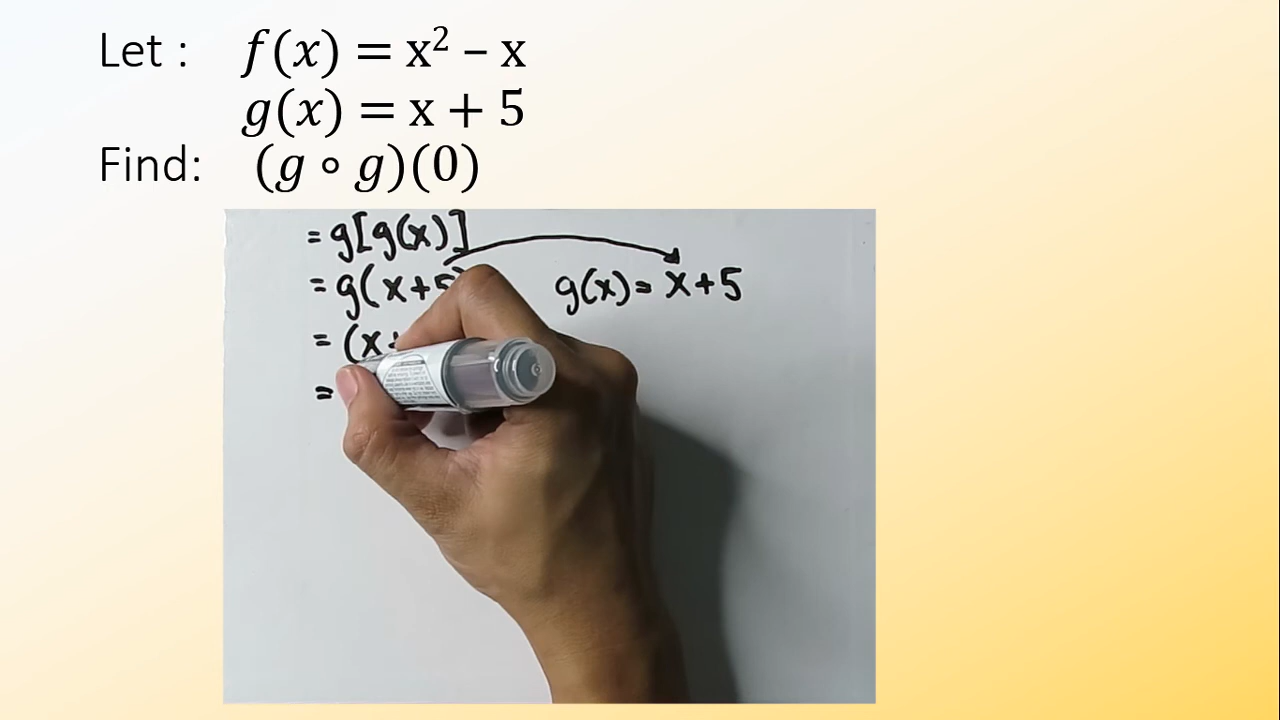 Let : f(x) = x² – x
g(x) = x + 5
Find: (g ∘ g)(0)
= g[g(x)]
= g(x+5) g(x) = x+5
= (x+
=